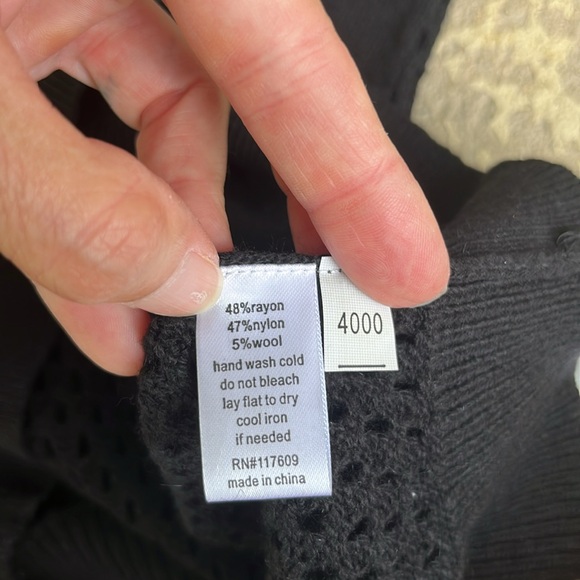 48%rayon
47%nylon
5%wool
hand wash cold
do not bleach
lay flat to dry
cool iron
if needed
RN#117609
made in china
4000